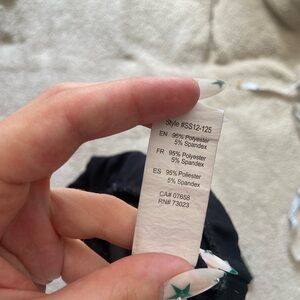 Style #SS12-125
EN 95% Polyester
5% Spandex
FR 95% Polyester
5% Spandex
ES 95% Poliester
5% Spandex
CA# 07658
RN# 73023